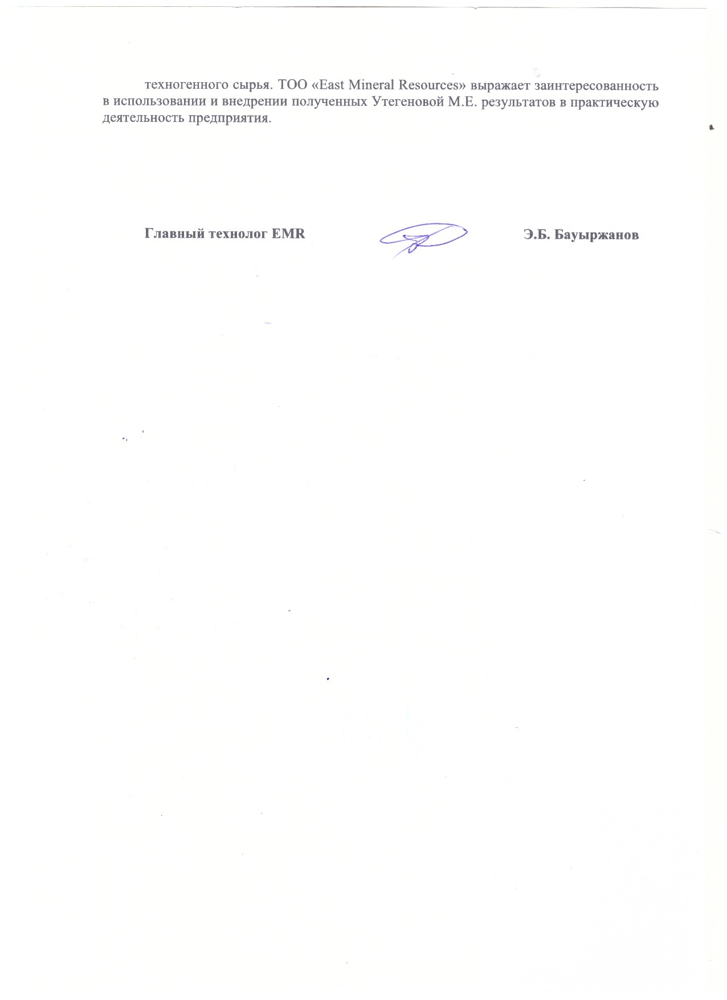 техногенного сырья. ТОО «East Mineral Resources» выражает заинтересованность
в использовании и внедрении полученных Утегеновой М.Е. результатов в практическую
деятельность предприятия.
Главный технолог EMR Э.Б. Бауыржанов